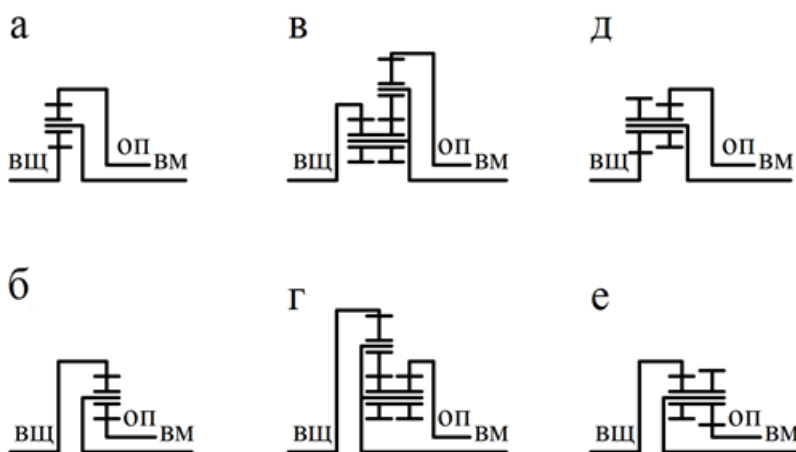 а
в
д
вщ оп вм
вщ оп вм
вщ оп вм
б
г
е
вщ оп вм
вщ оп вм
вщ оп вм